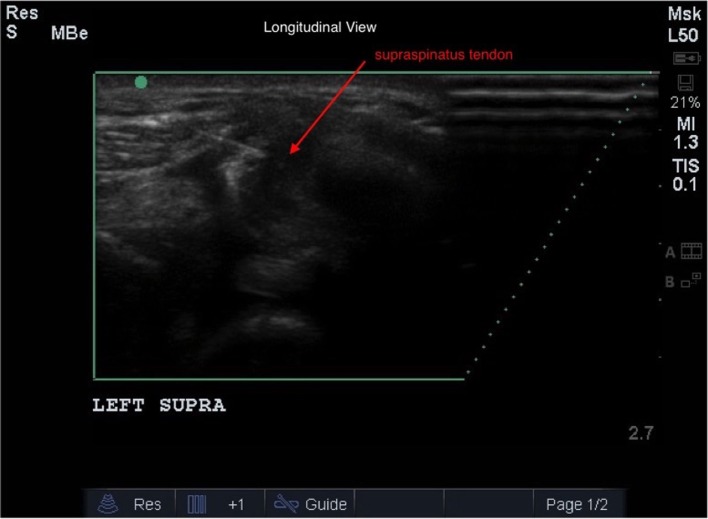 Res
S MBe
Longitudinal View
supraspinatus tendon
Msk
L50
21%
MI
1.3
TIS
0.1
A
B
LEFT SUPRA
2.7
Res +1 Guide Page 1/2